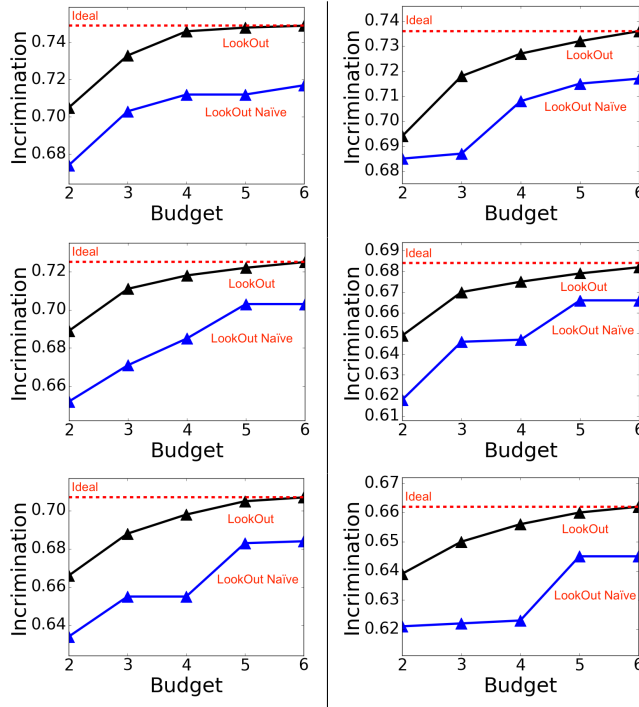 Ideal
LookOut
LookOut Naïve
0.74
0.72
0.70
0.68
Incrimination
2 3 4 5 6
Budget
Ideal
LookOut
LookOut Naïve
0.73
0.72
0.71
0.70
0.69
0.68
Incrimination
2 3 4 5 6
Budget
Ideal
LookOut
LookOut Naïve
0.72
0.70
0.68
0.66
Incrimination
2 3 4 5 6
Budget
Ideal
LookOut
LookOut Naïve
0.69
0.68
0.67
0.66
0.65
0.64
0.63
0.62
0.61
Incrimination
2 3 4 5 6
Budget
Ideal
LookOut
LookOut Naïve
0.70
0.68
0.66
0.64
Incrimination
2 3 4 5 6
Budget
Ideal
LookOut
LookOut Naïve
0.67
0.66
0.65
0.64
0.63
0.62
Incrimination
2 3 4 5 6
Budget